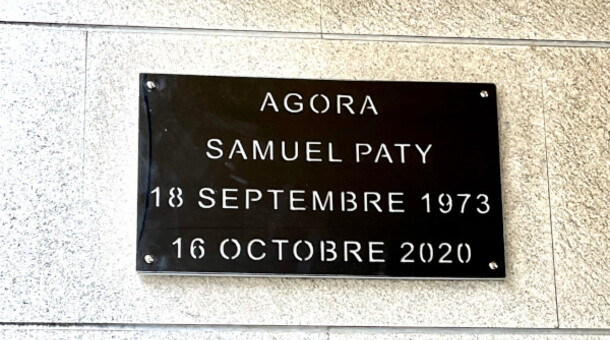 AGORA
SAMUEL PATY
18 SEPTEMBRE 1973
16 OCTOBRE 2020